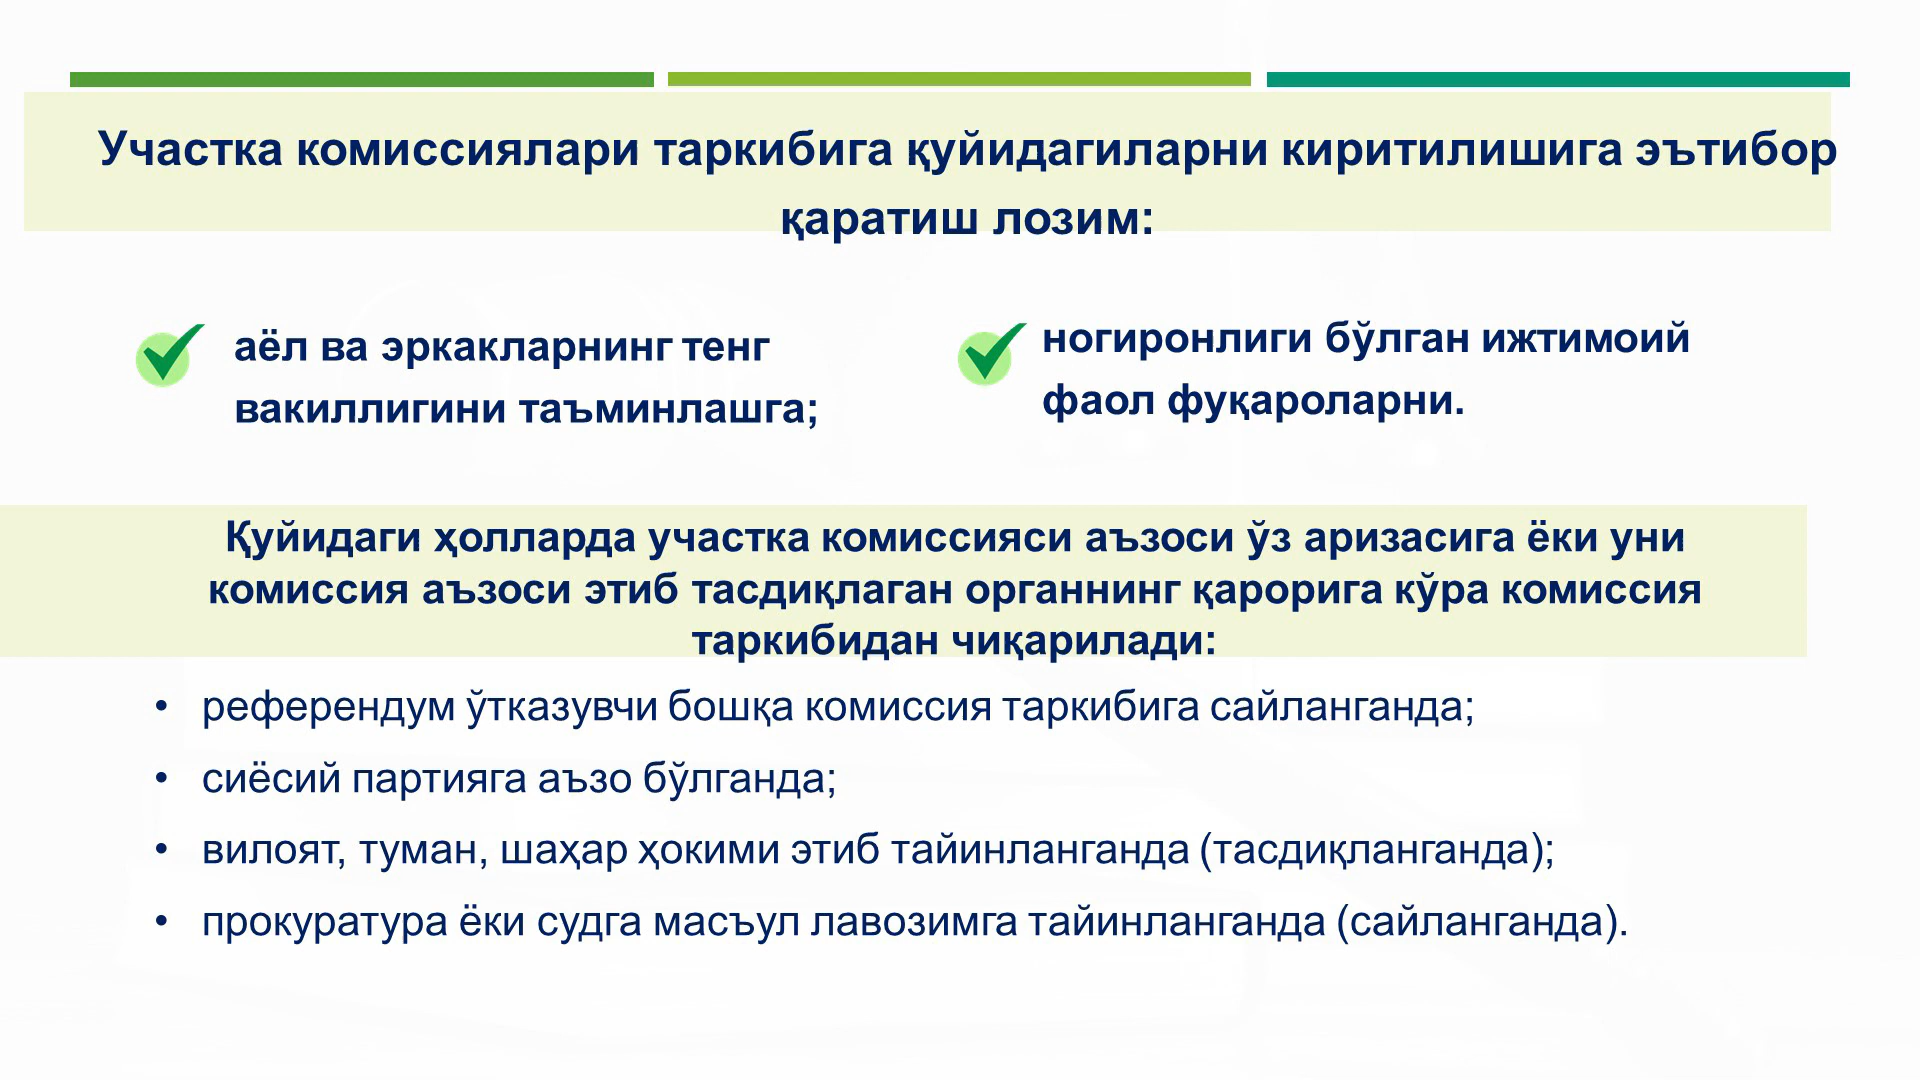 Участка комиссиялари таркибига қуйидагиларни киритилишига эътибор
қаратиш лозим:
аёл ва эркакларнинг тенг
вакиллигини таъминлашга;
ногиронлиги бўлган ижтимоий
фаол фуқароларни.
Қуйидаги ҳолларда участка комиссияси аъзоси ўз аризасига ёки уни
комиссия аъзоси этиб тасдиқлаган органнинг қарорига кўра комиссия
таркибидан чиқарилади:
• референдум ўтказувчи бошқа комиссия таркибига сайланганда;
• сиёсий партияга аъзо бўлганда;
• вилоят, туман, шаҳар ҳокими этиб тайинланганда (тасдиқланганда);
• прокуратура ёки судга масъул лавозимга тайинланганда (сайланганда).